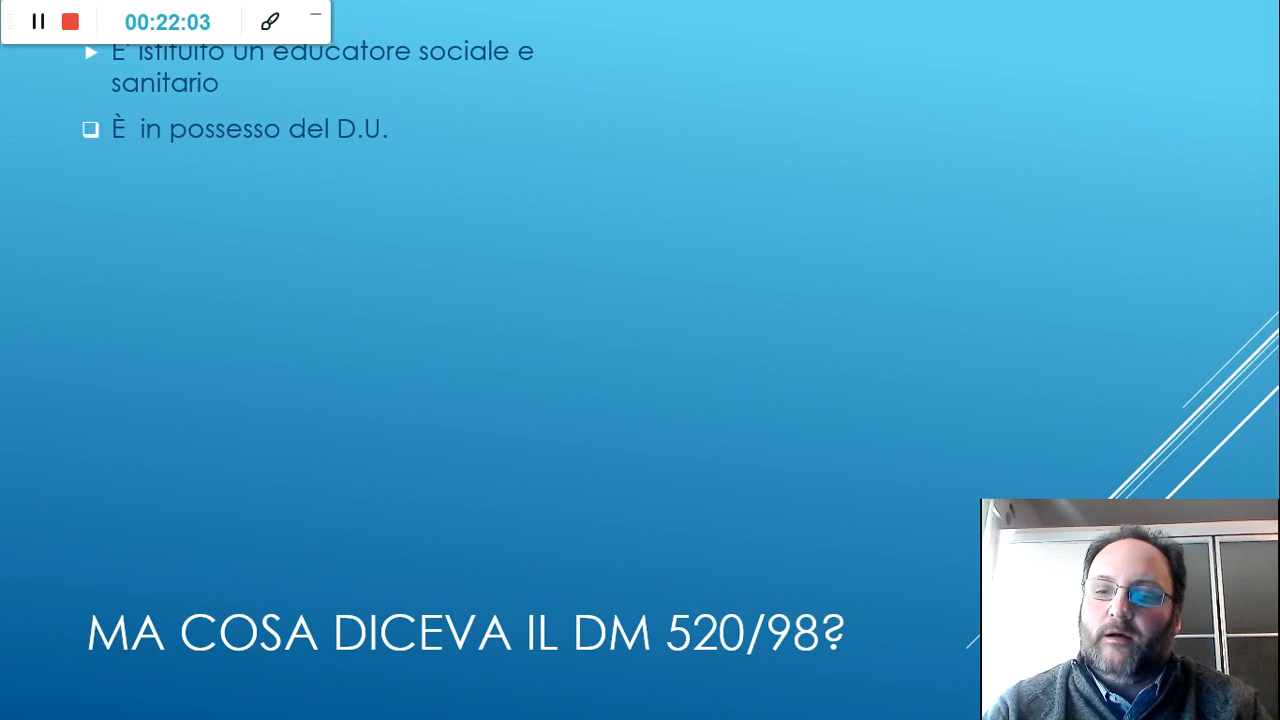 00:22:03
E' istituito un educatore sociale e
sanitario
È in possesso del D.U.
MA COSA DICEVA IL DM 520/98?